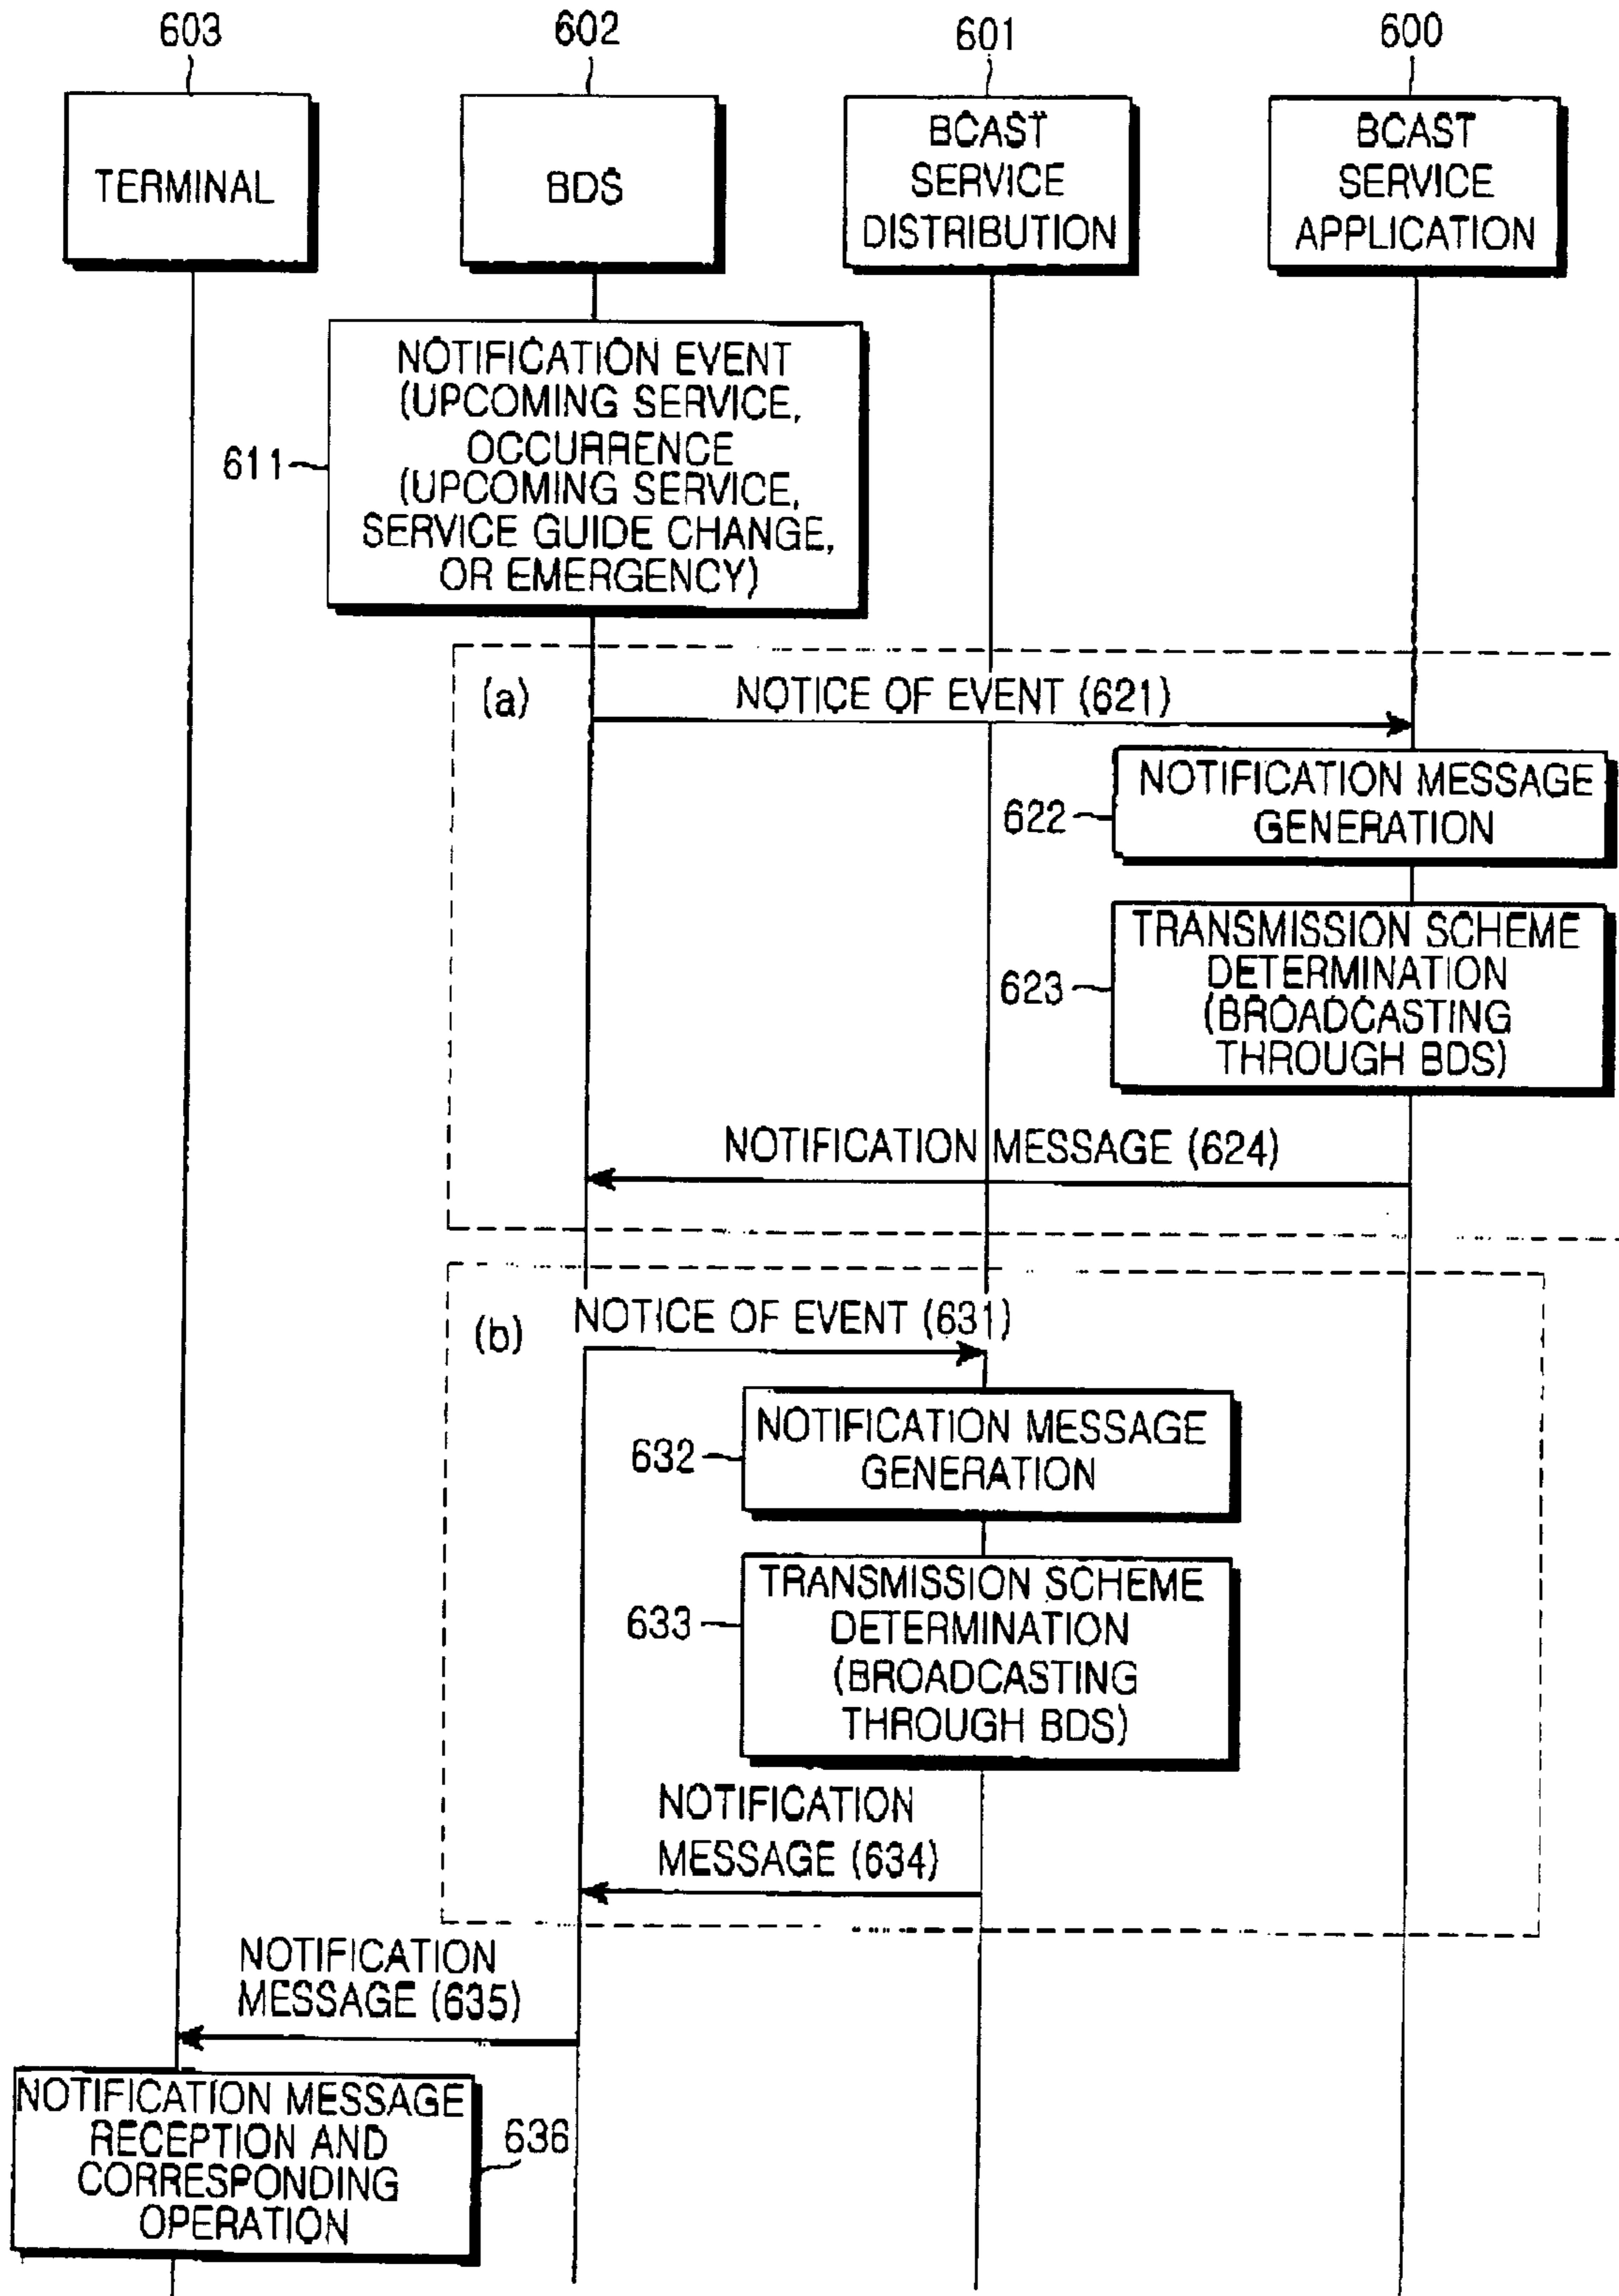 603
602
601
600
TERMINAL
BDS
BCAST
SERVICE
DISTRIBUTION
BCAST
SERVICE
APPLICATION
611
NOTIFICATION EVENT
(UPCOMING SERVICE,
OCCURRENCE
(UPCOMING SERVICE,
SERVICE GUIDE CHANGE,
OR EMERGENCY)
(a)
NOTICE OF EVENT (621)
622
NOTIFICATION MESSAGE
GENERATION
623
TRANSMISSION SCHEME
DETERMINATION
(BROADCASTING
THROUGH BDS)
NOTIFICATION MESSAGE (624)
(b)
NOTICE OF EVENT (631)
632
NOTIFICATION MESSAGE
GENERATION
633
TRANSMISSION SCHEME
DETERMINATION
(BROADCASTING
THROUGH BDS)
NOTIFICATION
MESSAGE (634)
NOTIFICATION
MESSAGE (635)
NOTIFICATION MESSAGE
RECEPTION AND
CORRESPONDING
OPERATION
636